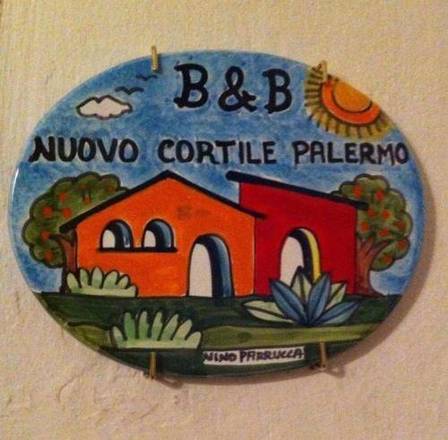 B & B
NUOVO CORTILE PALERMO
NINO PARRUCCA